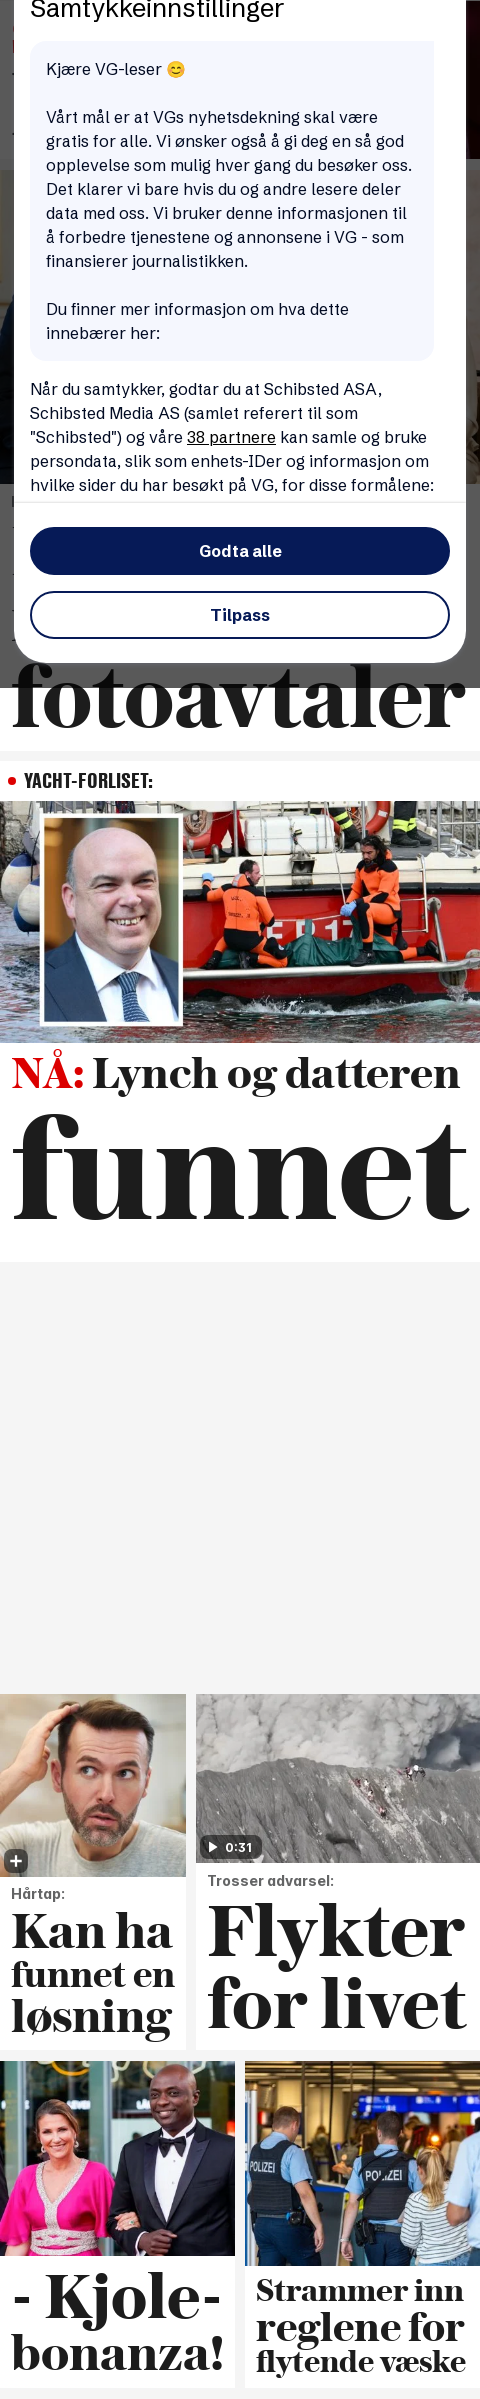 Samtykkeinnstillinger
Kjære VG-leser 😊
Vårt mål er at VGs nyhetsdekning skal være
gratis for alle. Vi ønsker også å gi deg en så god
opplevelse som mulig hver gang du besøker oss.
Det klarer vi bare hvis du og andre lesere deler
data med oss. Vi bruker denne informasjonen til
å forbedre tjenestene og annonsene i VG - som
finansierer journalistikken.
Du finner mer informasjon om hva dette
innebærer her:
Når du samtykker, godtar du at Schibsted ASA,
Schibsted Media AS (samlet referert til som
"Schibsted") og våre 38 partnere kan samle og bruke
persondata, slik som enhets-IDer og informasjon om
hvilke sider du har besøkt på VG, for disse formålene:
Godta alle
Tilpass
fotoavtaler
YACHT-FORLISET:
NÅ: Lynch og datteren
funnet
0:31
Hårtap:
Kan ha
funnet en
løsning
Trosser advarsel:
Flykter
for livet
POLIZEI
POLIZEI
- Kjole-
bonanza!
Strammer inn
reglene for
flytende væske